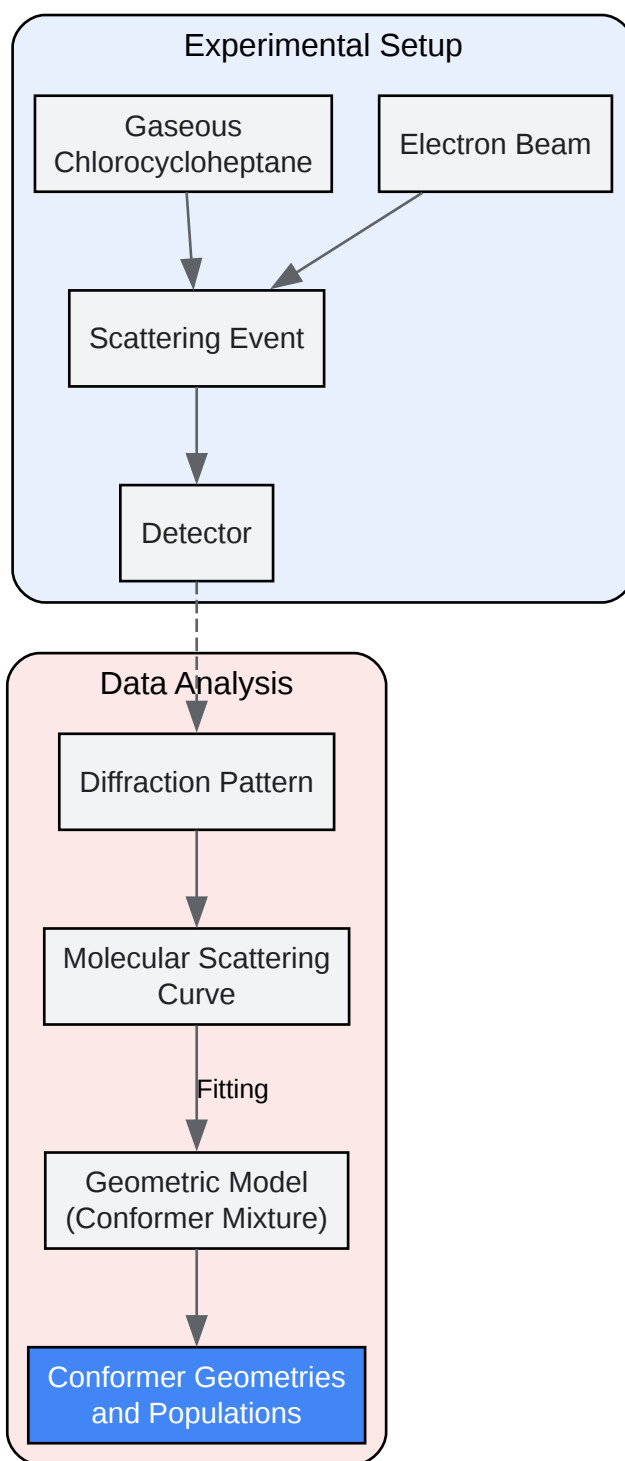 Experimental Setup
Gaseous
Chlorocycloheptane
Electron Beam
Scattering Event
Detector
Data Analysis
Diffraction Pattern
Molecular Scattering
Curve
Fitting
Geometric Model
(Conformer Mixture)
Conformer Geometries
and Populations